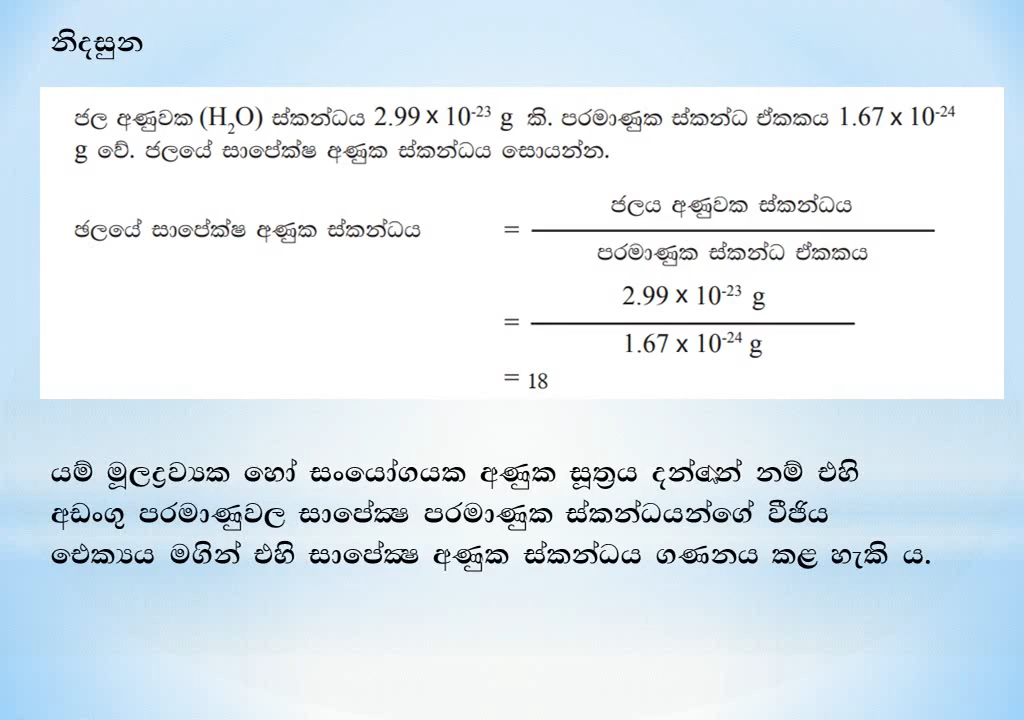 නිදසුන
ජල අණුවක (H₂O) ස්කන්ධය 2.99 × 10⁻²³ g කි. පරමාණුක ස්කන්ධ ඒකකය 1.67 × 10⁻²⁴
g වේ. ජලයේ සාපේක්ෂ අණුක ස්කන්ධය සොයන්න.
ජලය අණුවක ස්කන්ධය
ඡලයේ සාපේක්ෂ අණුක ස්කන්ධය =
පරමාණුක ස්කන්ධ ඒකකය
2.99 × 10⁻²³ g
=
1.67 × 10⁻²⁴ g
= 18
යම් මූලද්‍රව්‍යක හෝ සංයෝගයක අණුක සූත්‍රය දන්නේ නම් එහි
අඩංගු පරමාණුවල සාපේක්‍ෂ පරමාණුක ස්කන්ධයන්ගේ වීජිය
ඓක්‍යය මගින් එහි සාපේක්‍ෂ අණුක ස්කන්ධය ගණනය කළ හැකි ය.